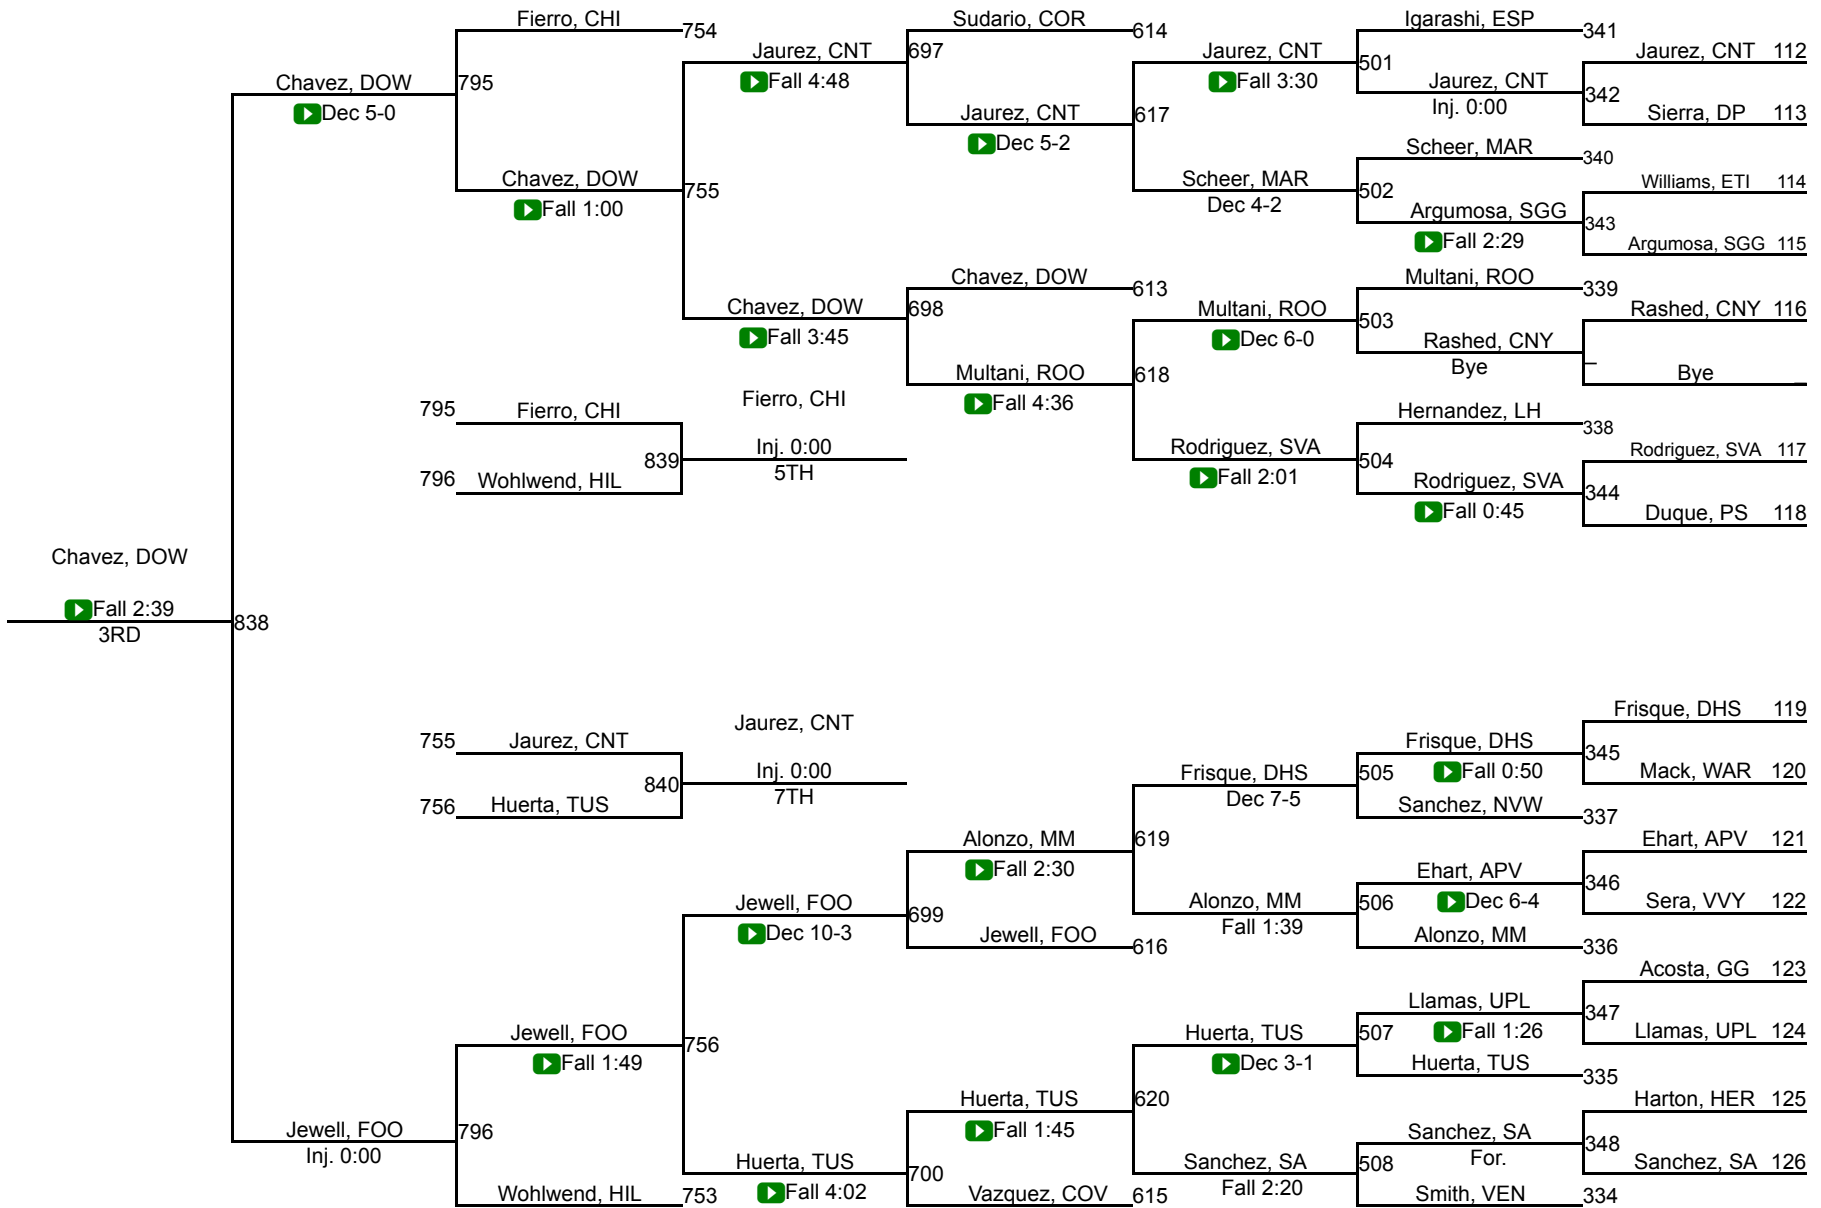 Fierro, CHI
754
Sudario, COR
614
Igarashi, ESP
341
Jaurez, CNT
697
Jaurez, CNT
Jaurez, CNT 112
Chavez, DOW
795
Fall 4:48
Fall 3:30
501
Jaurez, CNT
342
Dec 5-0
Inj. 0:00
Jaurez, CNT
617
Sierra, DP 113
Dec 5-2
Scheer, MAR
340
Chavez, DOW
755
Scheer, MAR
502
Williams, ETI 114
Fall 1:00
Dec 4-2
Argumosa, SGG
343
Fall 2:29
Argumosa, SGG 115
Chavez, DOW
613
Multani, ROO
339
Chavez, DOW
698
Multani, ROO
503
Rashed, CNY 116
Fall 3:45
Dec 6-0
Rashed, CNY
Bye
Multani, ROO
618
Bye
Fall 4:36
795
Fierro, CHI
Fierro, CHI
Hernandez, LH
338
839
Inj. 0:00
5TH
Rodriguez, SVA
504
Rodriguez, SVA 117
796
Wohlwend, HIL
Fall 2:01
Rodriguez, SVA
344
Fall 0:45
Duque, PS 118
Chavez, DOW
Fall 2:39
3RD
838
Frisque, DHS 119
755
Jaurez, CNT
Jaurez, CNT
Frisque, DHS
345
840
Inj. 0:00
7TH
Frisque, DHS
505
Fall 0:50
Mack, WAR 120
756
Huerta, TUS
Dec 7-5
Sanchez, NVW
337
Alonzo, MM
619
Ehart, APV 121
Fall 2:30
Ehart, APV
346
Jewell, FOO
699
Alonzo, MM
506
Dec 6-4
Sera, VVY 122
Dec 10-3
Jewell, FOO
616
Fall 1:39
Alonzo, MM
336
Acosta, GG 123
Llamas, UPL
347
Jewell, FOO
756
Huerta, TUS
507
Fall 1:26
Llamas, UPL 124
Fall 1:49
Dec 3-1
Huerta, TUS
335
Huerta, TUS
620
Harton, HER 125
Jewell, FOO
796
Fall 1:45
Sanchez, SA
348
Inj. 0:00
For.
Huerta, TUS
700
Sanchez, SA
508
Sanchez, SA 126
Wohlwend, HIL
753
Fall 4:02
Vazquez, COV
615
Fall 2:20
Smith, VEN
334